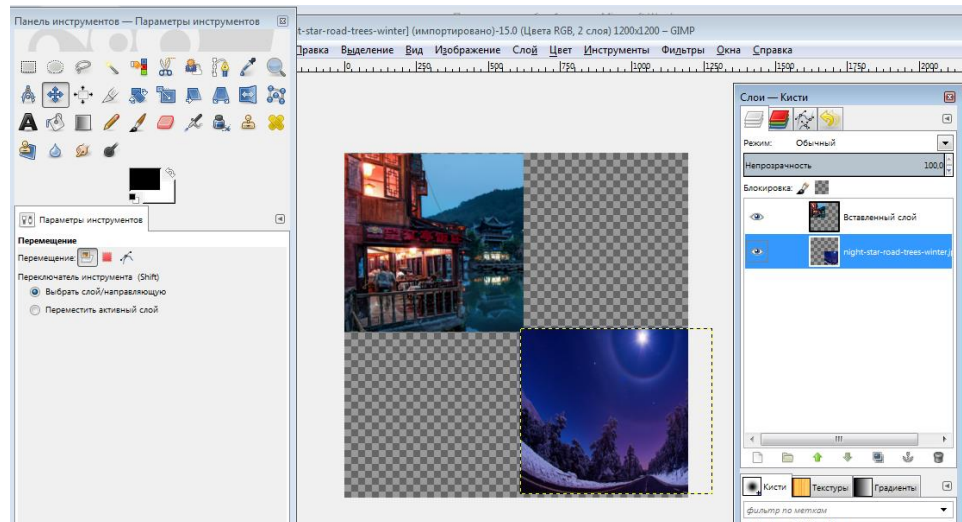 Панель инструментов — Параметры инструментов
t-star-road-trees-winter] (импортировано)-15.0 (Цвета RGB, 2 слоя) 1200x1200 – GIMP
Правка Выделение Вид Изображение Слой Цвет Инструменты Фильтры Окна Справка
0 250 500 750 1000 1250 1500 1750 2000
Слои — Кисти
Режим: Обычный
Непрозрачность 100,0
Блокировка:
Вставленный слой
night-star-road-trees-winter.j
Параметры инструментов
Перемещение
Перемещение:
Переключатель инструмента (Shift)
Выбрать слой/направляющую
Переместить активный слой
Кисти Текстуры Градиенты
фильтр по меткам